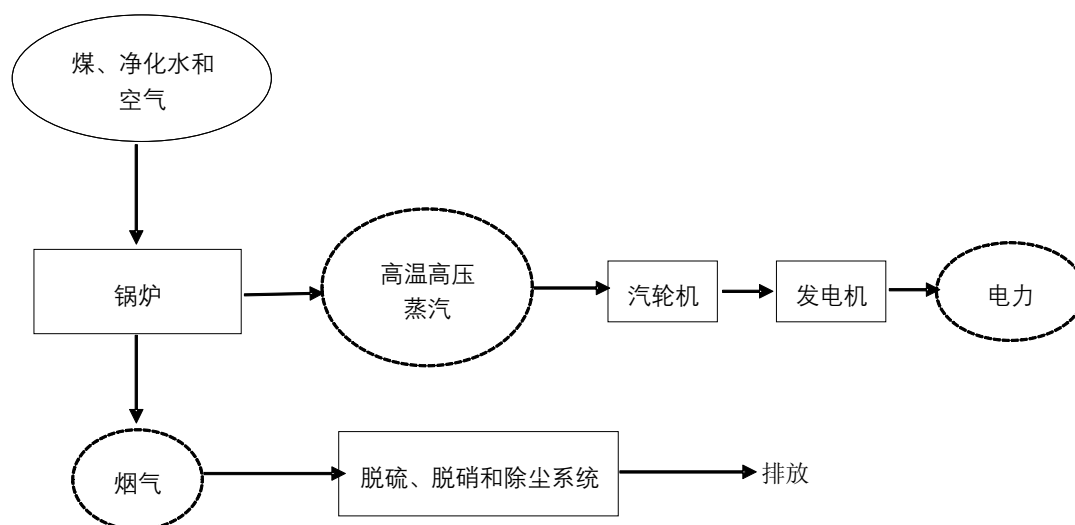 煤、净化水和
空气
锅炉
高温高压
蒸汽
汽轮机
发电机
电力
烟气
脱硫、脱硝和除尘系统
排放